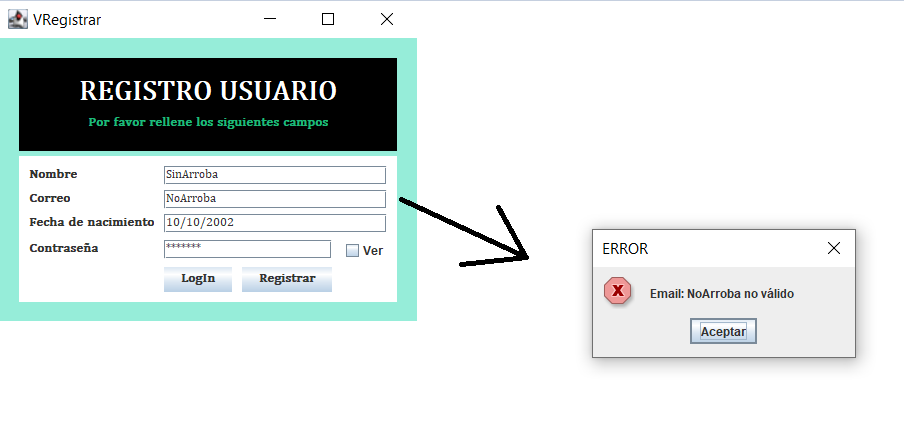 VRegistrar
REGISTRO USUARIO
Por favor rellene los siguientes campos
Nombre SinArroba
Correo NoArroba
Fecha de nacimiento 10/10/2002
Contraseña ******* Ver
LogIn Registrar
ERROR
Email: NoArroba no válido
Aceptar